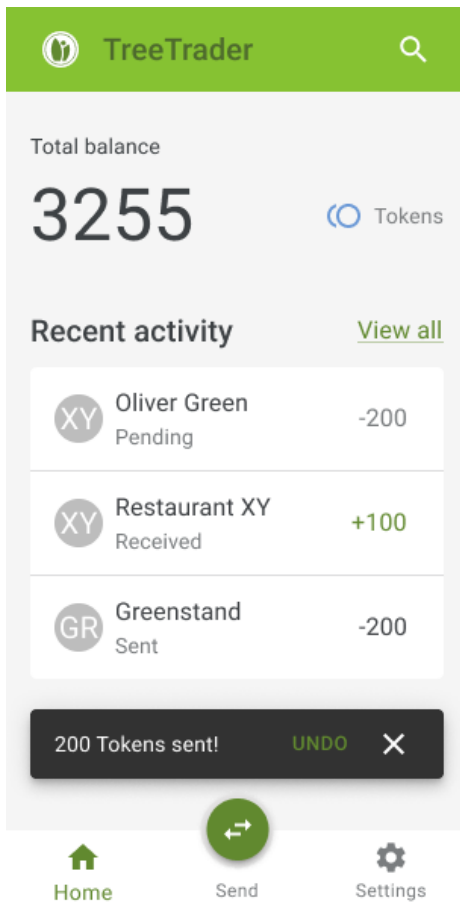 TreeTrader
Total balance
3255
Tokens
Recent activity
View all
XY
Oliver Green
-200
Pending
XY
Restaurant XY
+100
Received
GR
Greenstand
-200
Sent
200 Tokens sent!
UNDO
Home
Send
Settings